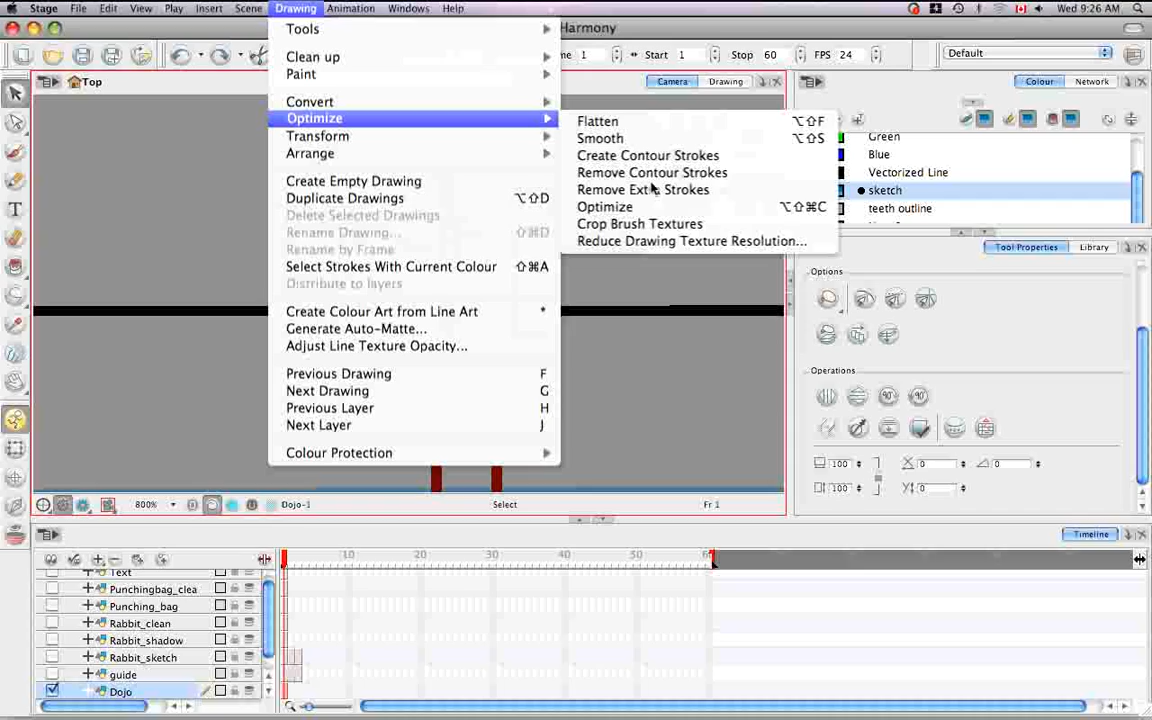 Stage File Edit View Play Insert Scene Drawing Animation Windows Help Wed 9:26 AM
Harmony
Start 1 Stop 60 FPS 24 Default
Top Camera Drawing Colour Network
Tools
Clean up
Paint
Convert
Optimize
Transform
Arrange
Create Empty Drawing
Duplicate Drawings ⌥⇧D
Delete Selected Drawings
Rename Drawing... ⇧⌘D
Rename by Frame
Select Strokes With Current Colour ⇧⌘A
Distribute to layers
Create Colour Art from Line Art *
Generate Auto-Matte...
Adjust Line Texture Opacity...
Previous Drawing F
Next Drawing G
Previous Layer H
Next Layer J
Colour Protection
Flatten ⌥⇧F
Smooth ⌥⇧S
Create Contour Strokes
Remove Contour Strokes
Remove Extra Strokes
Optimize ⌥⇧⌘C
Crop Brush Textures
Reduce Drawing Texture Resolution...
Green
Blue
Vectorized Line
sketch
teeth outline
Tool Properties Library
Options
Operations
100 X 0 0
100 Y 0
800% Dojo-1 Select Fr 1
Timeline
10 20 30 40 50
Text
Punchingbag_clea
Punching_bag
Rabbit_clean
Rabbit_shadow
Rabbit_sketch
guide
Dojo